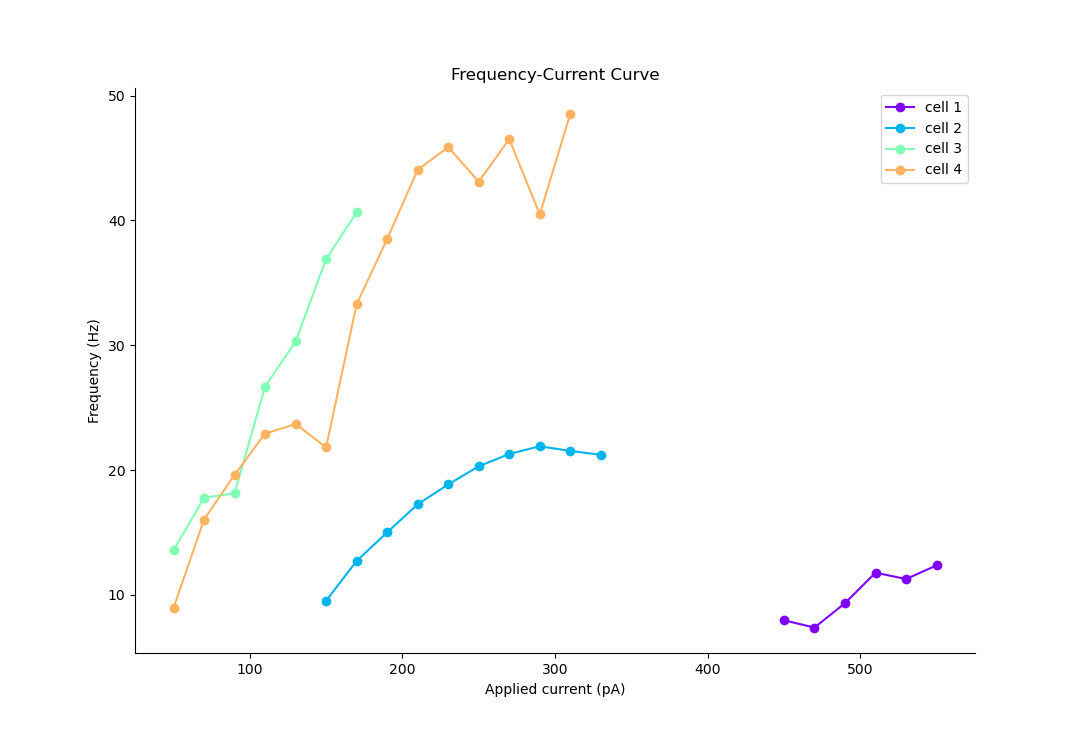 Frequency-Current Curve
cell 1
cell 2
cell 3
cell 4
50
40
30
20
10
Frequency (Hz)
100 200 300 400 500
Applied current (pA)